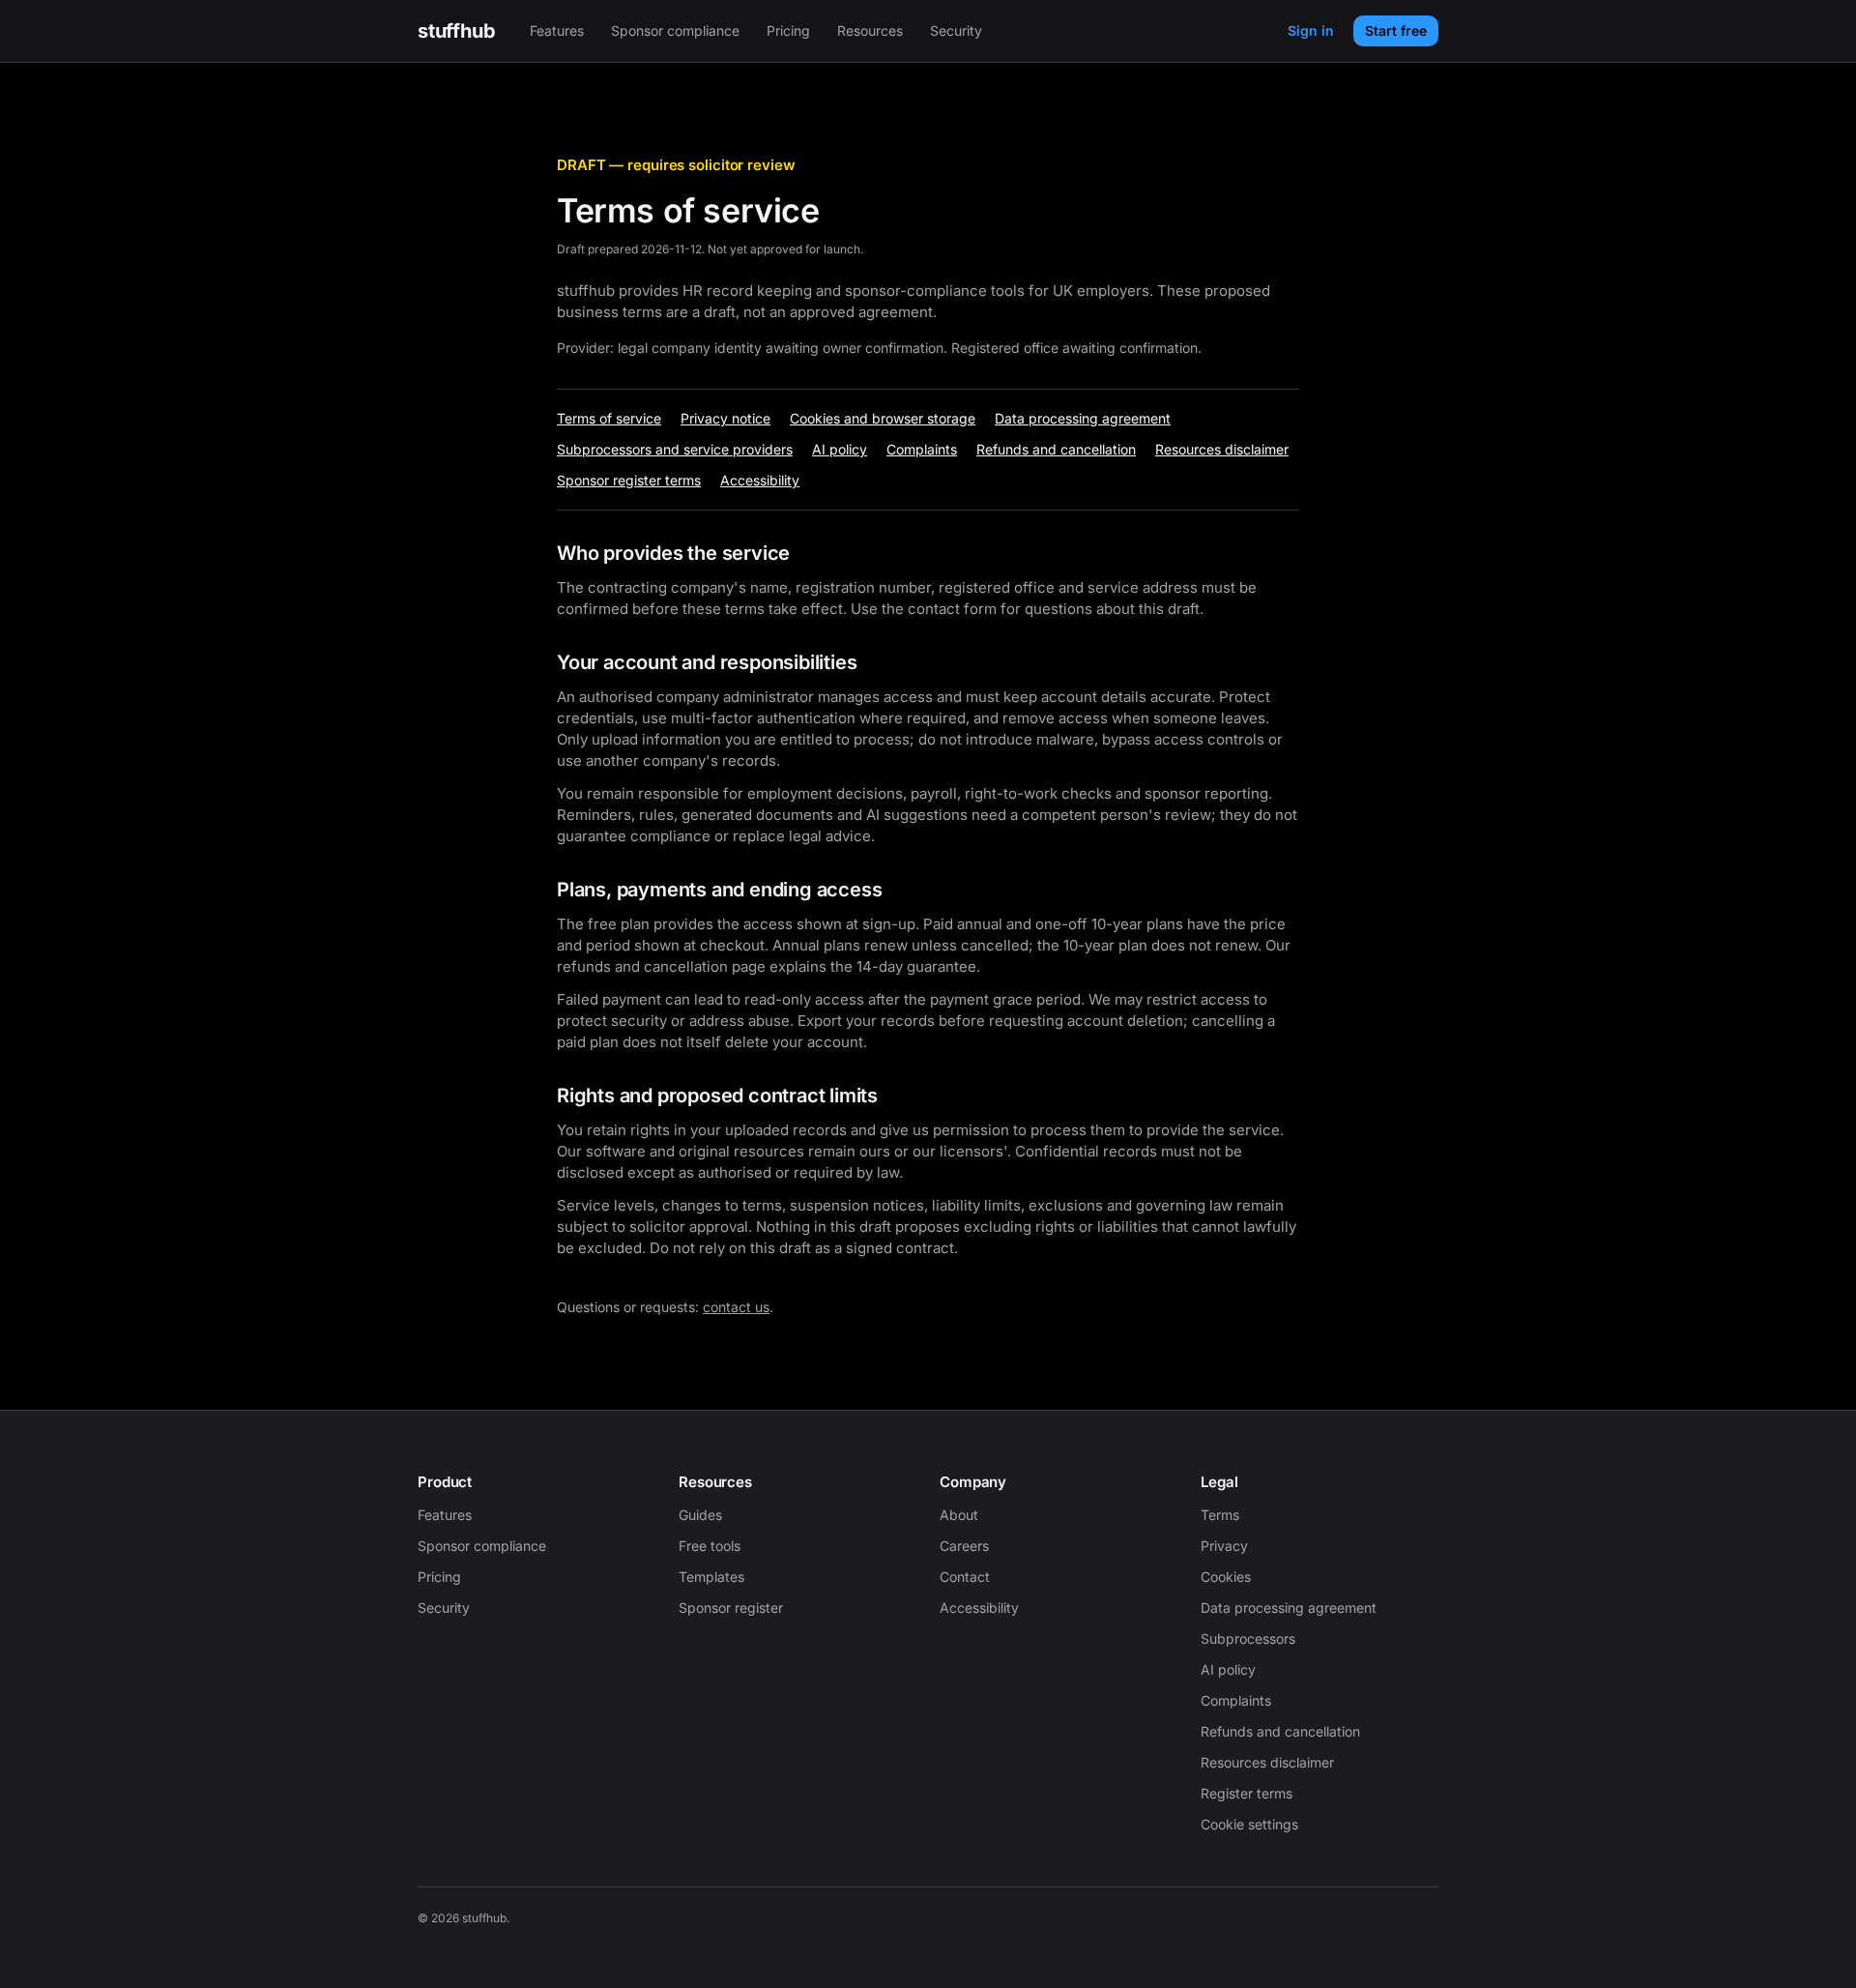 stuffhub Features Sponsor compliance Pricing Resources Security Sign in Start free
DRAFT — requires solicitor review
Terms of service
Draft prepared 2026-11-12. Not yet approved for launch.
stuffhub provides HR record keeping and sponsor-compliance tools for UK employers. These proposed
business terms are a draft, not an approved agreement.
Provider: legal company identity awaiting owner confirmation. Registered office awaiting confirmation.
Terms of service Privacy notice Cookies and browser storage Data processing agreement
Subprocessors and service providers AI policy Complaints Refunds and cancellation Resources disclaimer
Sponsor register terms Accessibility
Who provides the service
The contracting company's name, registration number, registered office and service address must be
confirmed before these terms take effect. Use the contact form for questions about this draft.
Your account and responsibilities
An authorised company administrator manages access and must keep account details accurate. Protect
credentials, use multi-factor authentication where required, and remove access when someone leaves.
Only upload information you are entitled to process; do not introduce malware, bypass access controls or
use another company's records.
You remain responsible for employment decisions, payroll, right-to-work checks and sponsor reporting.
Reminders, rules, generated documents and AI suggestions need a competent person's review; they do not
guarantee compliance or replace legal advice.
Plans, payments and ending access
The free plan provides the access shown at sign-up. Paid annual and one-off 10-year plans have the price
and period shown at checkout. Annual plans renew unless cancelled; the 10-year plan does not renew. Our
refunds and cancellation page explains the 14-day guarantee.
Failed payment can lead to read-only access after the payment grace period. We may restrict access to
protect security or address abuse. Export your records before requesting account deletion; cancelling a
paid plan does not itself delete your account.
Rights and proposed contract limits
You retain rights in your uploaded records and give us permission to process them to provide the service.
Our software and original resources remain ours or our licensors'. Confidential records must not be
disclosed except as authorised or required by law.
Service levels, changes to terms, suspension notices, liability limits, exclusions and governing law remain
subject to solicitor approval. Nothing in this draft proposes excluding rights or liabilities that cannot lawfully
be excluded. Do not rely on this draft as a signed contract.
Questions or requests: contact us.
Product
Features
Sponsor compliance
Pricing
Security
Resources
Guides
Free tools
Templates
Sponsor register
Company
About
Careers
Contact
Accessibility
Legal
Terms
Privacy
Cookies
Data processing agreement
Subprocessors
AI policy
Complaints
Refunds and cancellation
Resources disclaimer
Register terms
Cookie settings
© 2026 stuffhub.